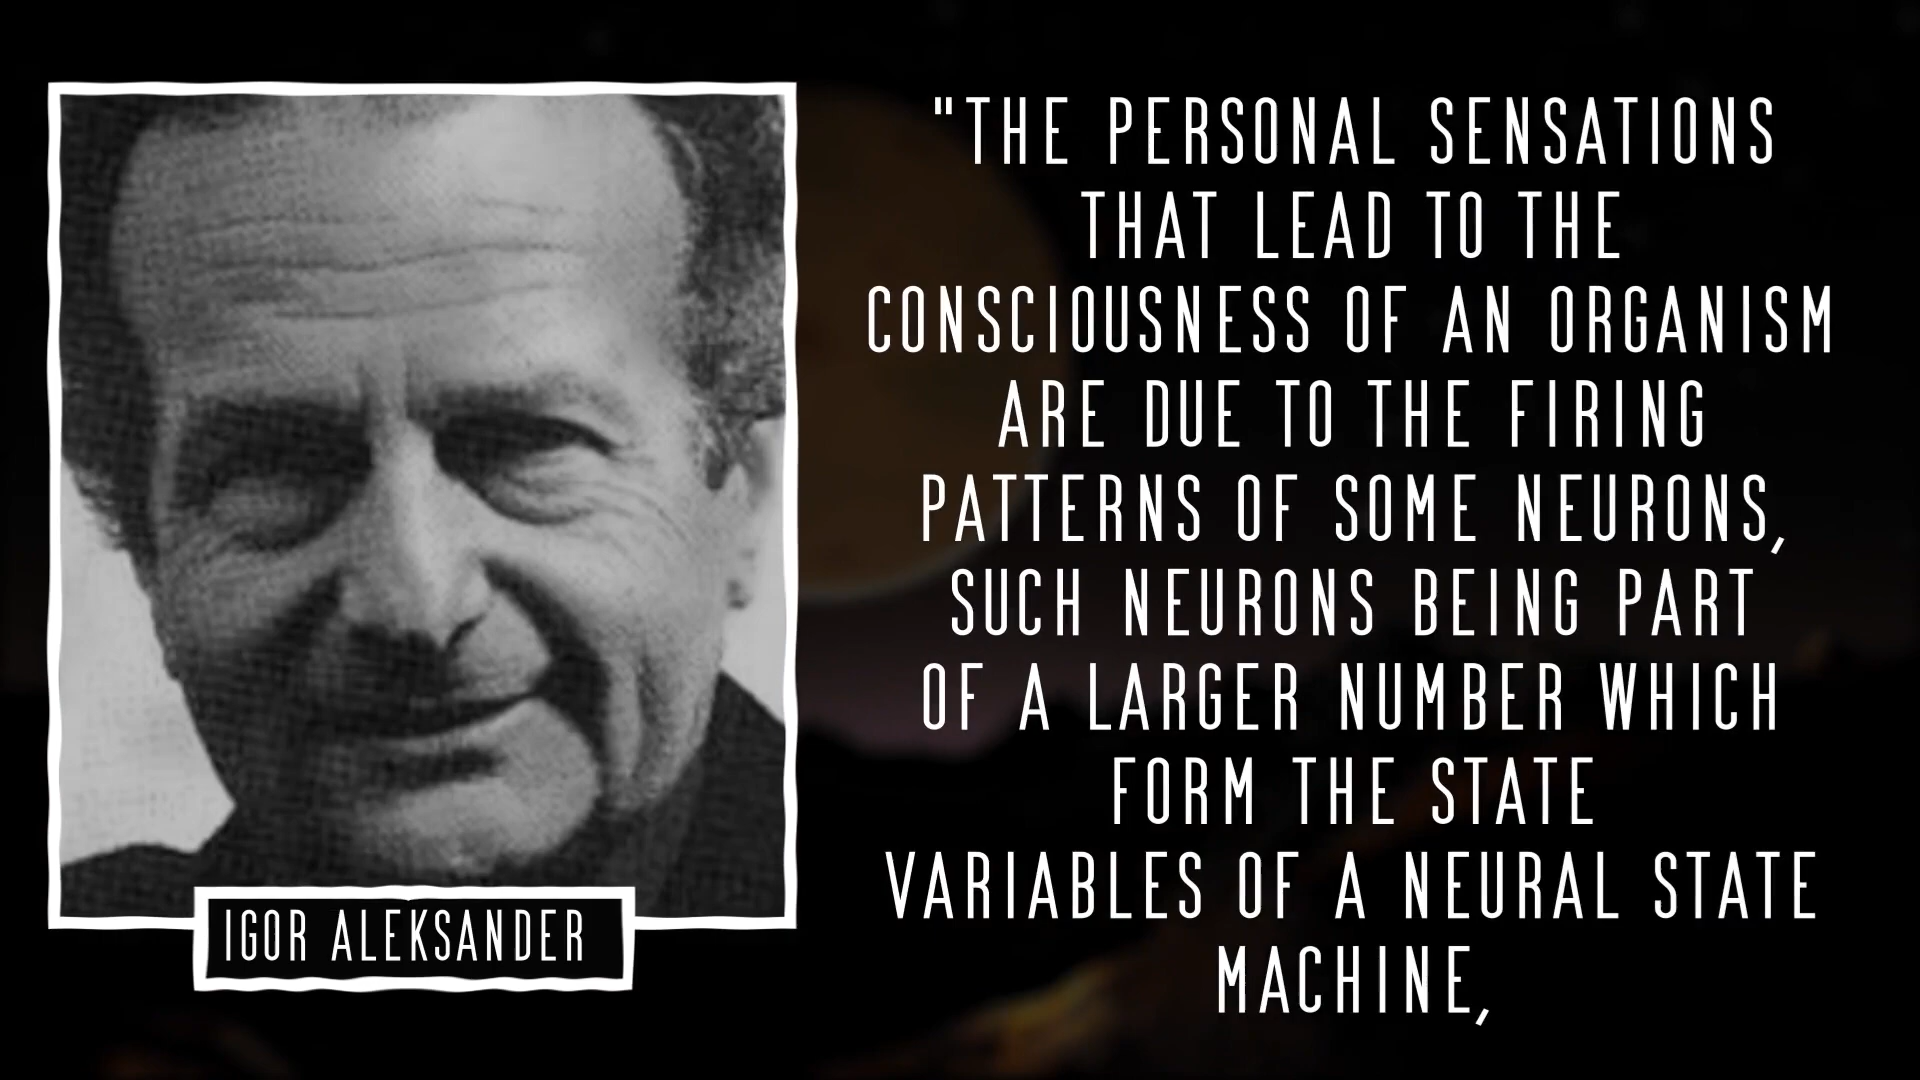 "THE PERSONAL SENSATIONS
THAT LEAD TO THE
CONSCIOUSNESS OF AN ORGANISM
ARE DUE TO THE FIRING
PATTERNS OF SOME NEURONS,
SUCH NEURONS BEING PART
OF A LARGER NUMBER WHICH
FORM THE STATE
VARIABLES OF A NEURAL STATE
MACHINE,
IGOR ALEKSANDER